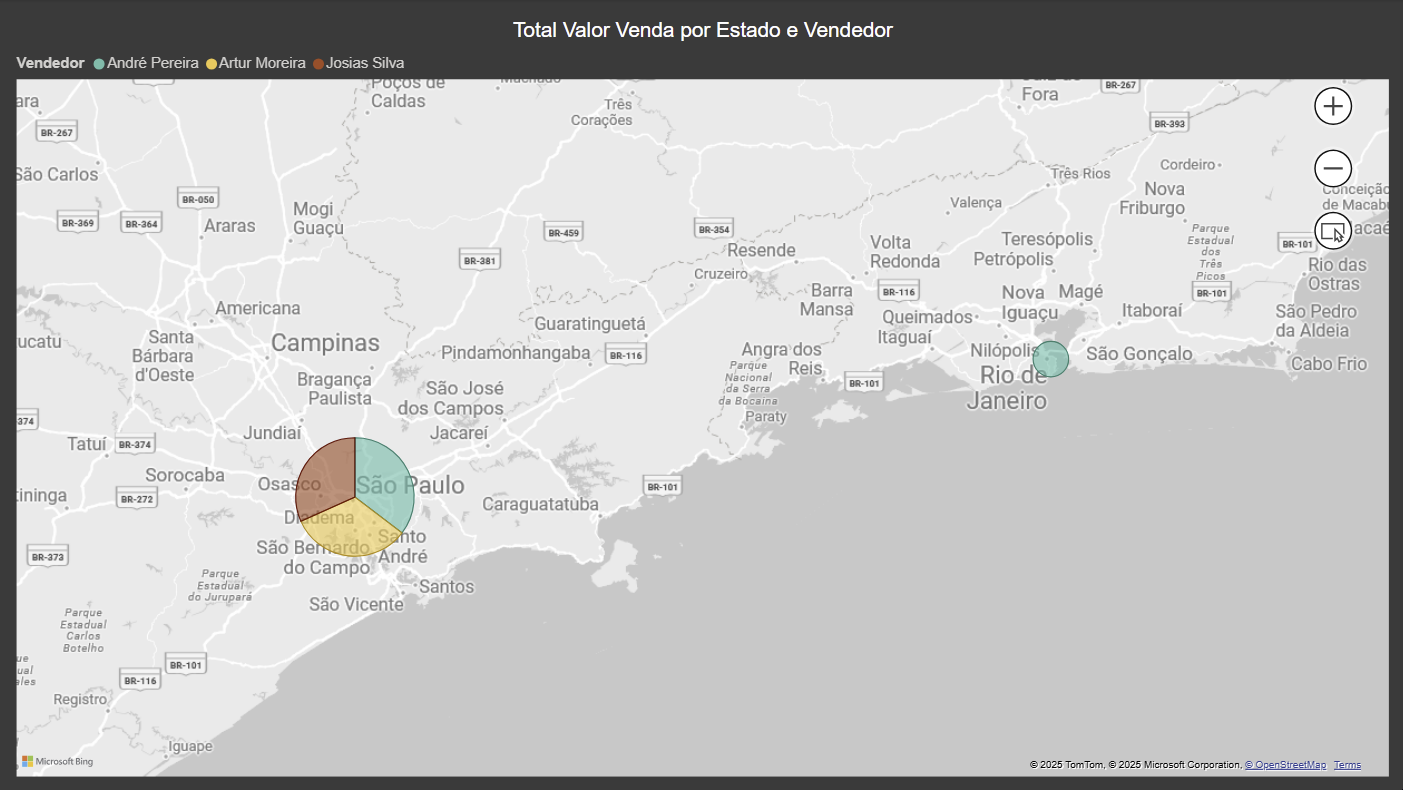 Total Valor Venda por Estado e Vendedor
Vendedor André Pereira Artur Moreira Josias Silva
Poços de
Caldas
Machado
Três
Corações
Fora
BR-267
BR-267
BR-393
São Carlos
BR-050
BR-369
BR-364
Araras
Mogi
Guaçu
BR-459
BR-354
BR-381
Resende
Cruzeiro
Valença
Três Rios
Cordeiro
Nova
Friburgo
Conceição
de Macabu
Volta
Redonda
Teresópolis
Petrópolis
Parque
Estadual
dos
Três
Picos
BR-101
Rio das
Ostras
Barra
Mansa
BR-116
Nova
Iguaçu
Magé
BR-101
Itaboraí
São Pedro
da Aldeia
Americana
Santa
Bárbara
d'Oeste
Campinas
Guaratinguetá
Pindamonhangaba
BR-116
Queimados
Itaguaí
Nilópolis
São Gonçalo
Cabo Frio
Rio de
Janeiro
Angra dos
Reis
Parque
Nacional
da Serra
da Bocaina
BR-101
Paraty
Bragança
Paulista
São José
dos Campos
Jacareí
Jundiaí
374
Tatuí
BR-374
Sorocaba
Osasco
São Paulo
BR-101
BR-272
Caraguatatuba
Diadema
São Bernardo
do Campo
Santo
André
BR-373
Parque
Estadual
do Jurupará
Santos
São Vicente
Parque
Estadual
Carlos
Botelho
BR-101
BR-116
Registro
Iguape
Microsoft Bing
© 2025 TomTom, © 2025 Microsoft Corporation, © OpenStreetMap Terms